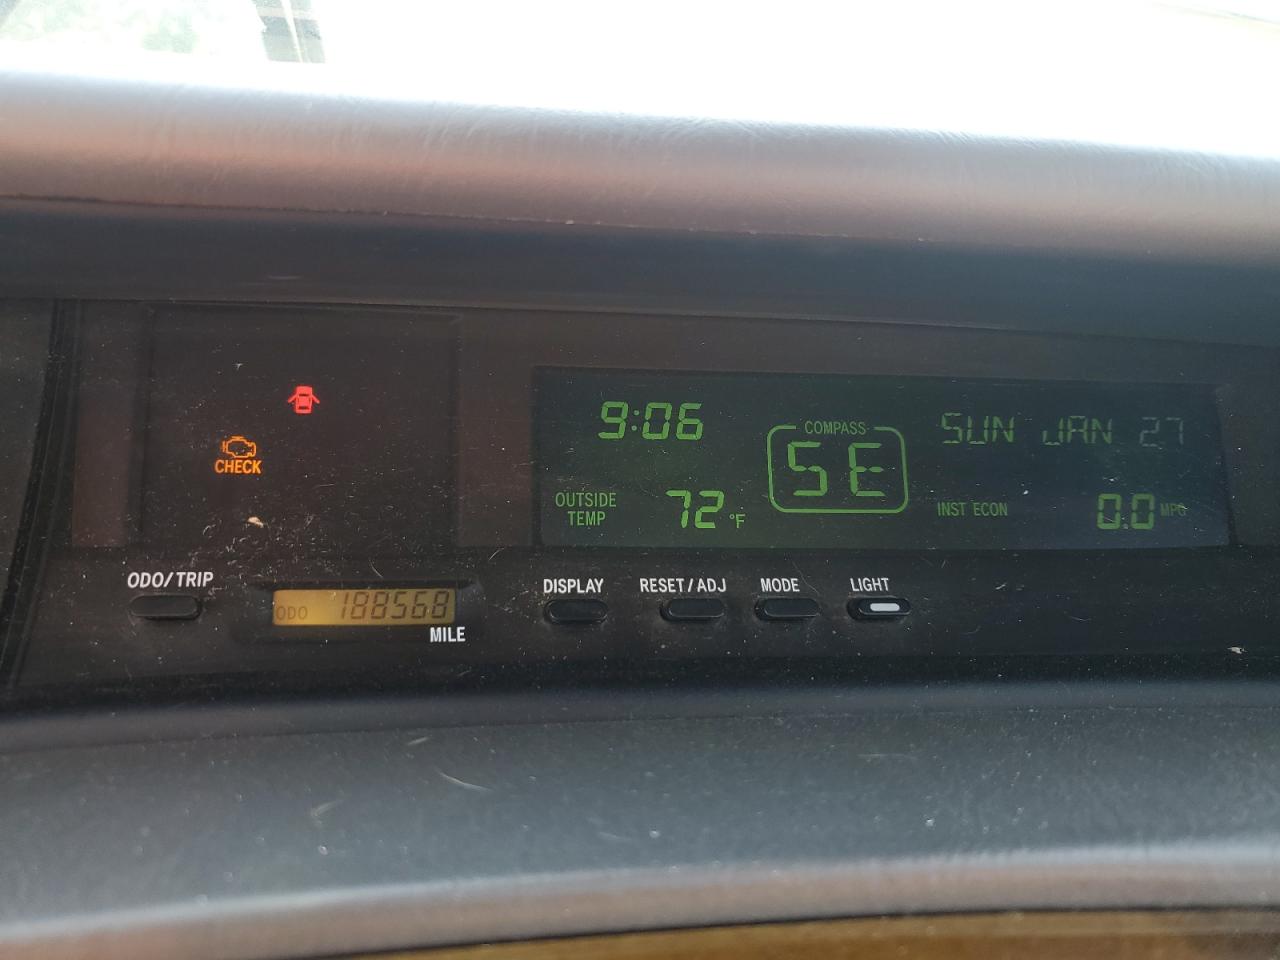 9:06
COMPASS
SE
SUN JAN 27
CHECK
OUTSIDE
TEMP
72 °F
INST ECON
0.0 MPG
ODO/TRIP
ODO 188568
MILE
DISPLAY
RESET/ADJ
MODE
LIGHT